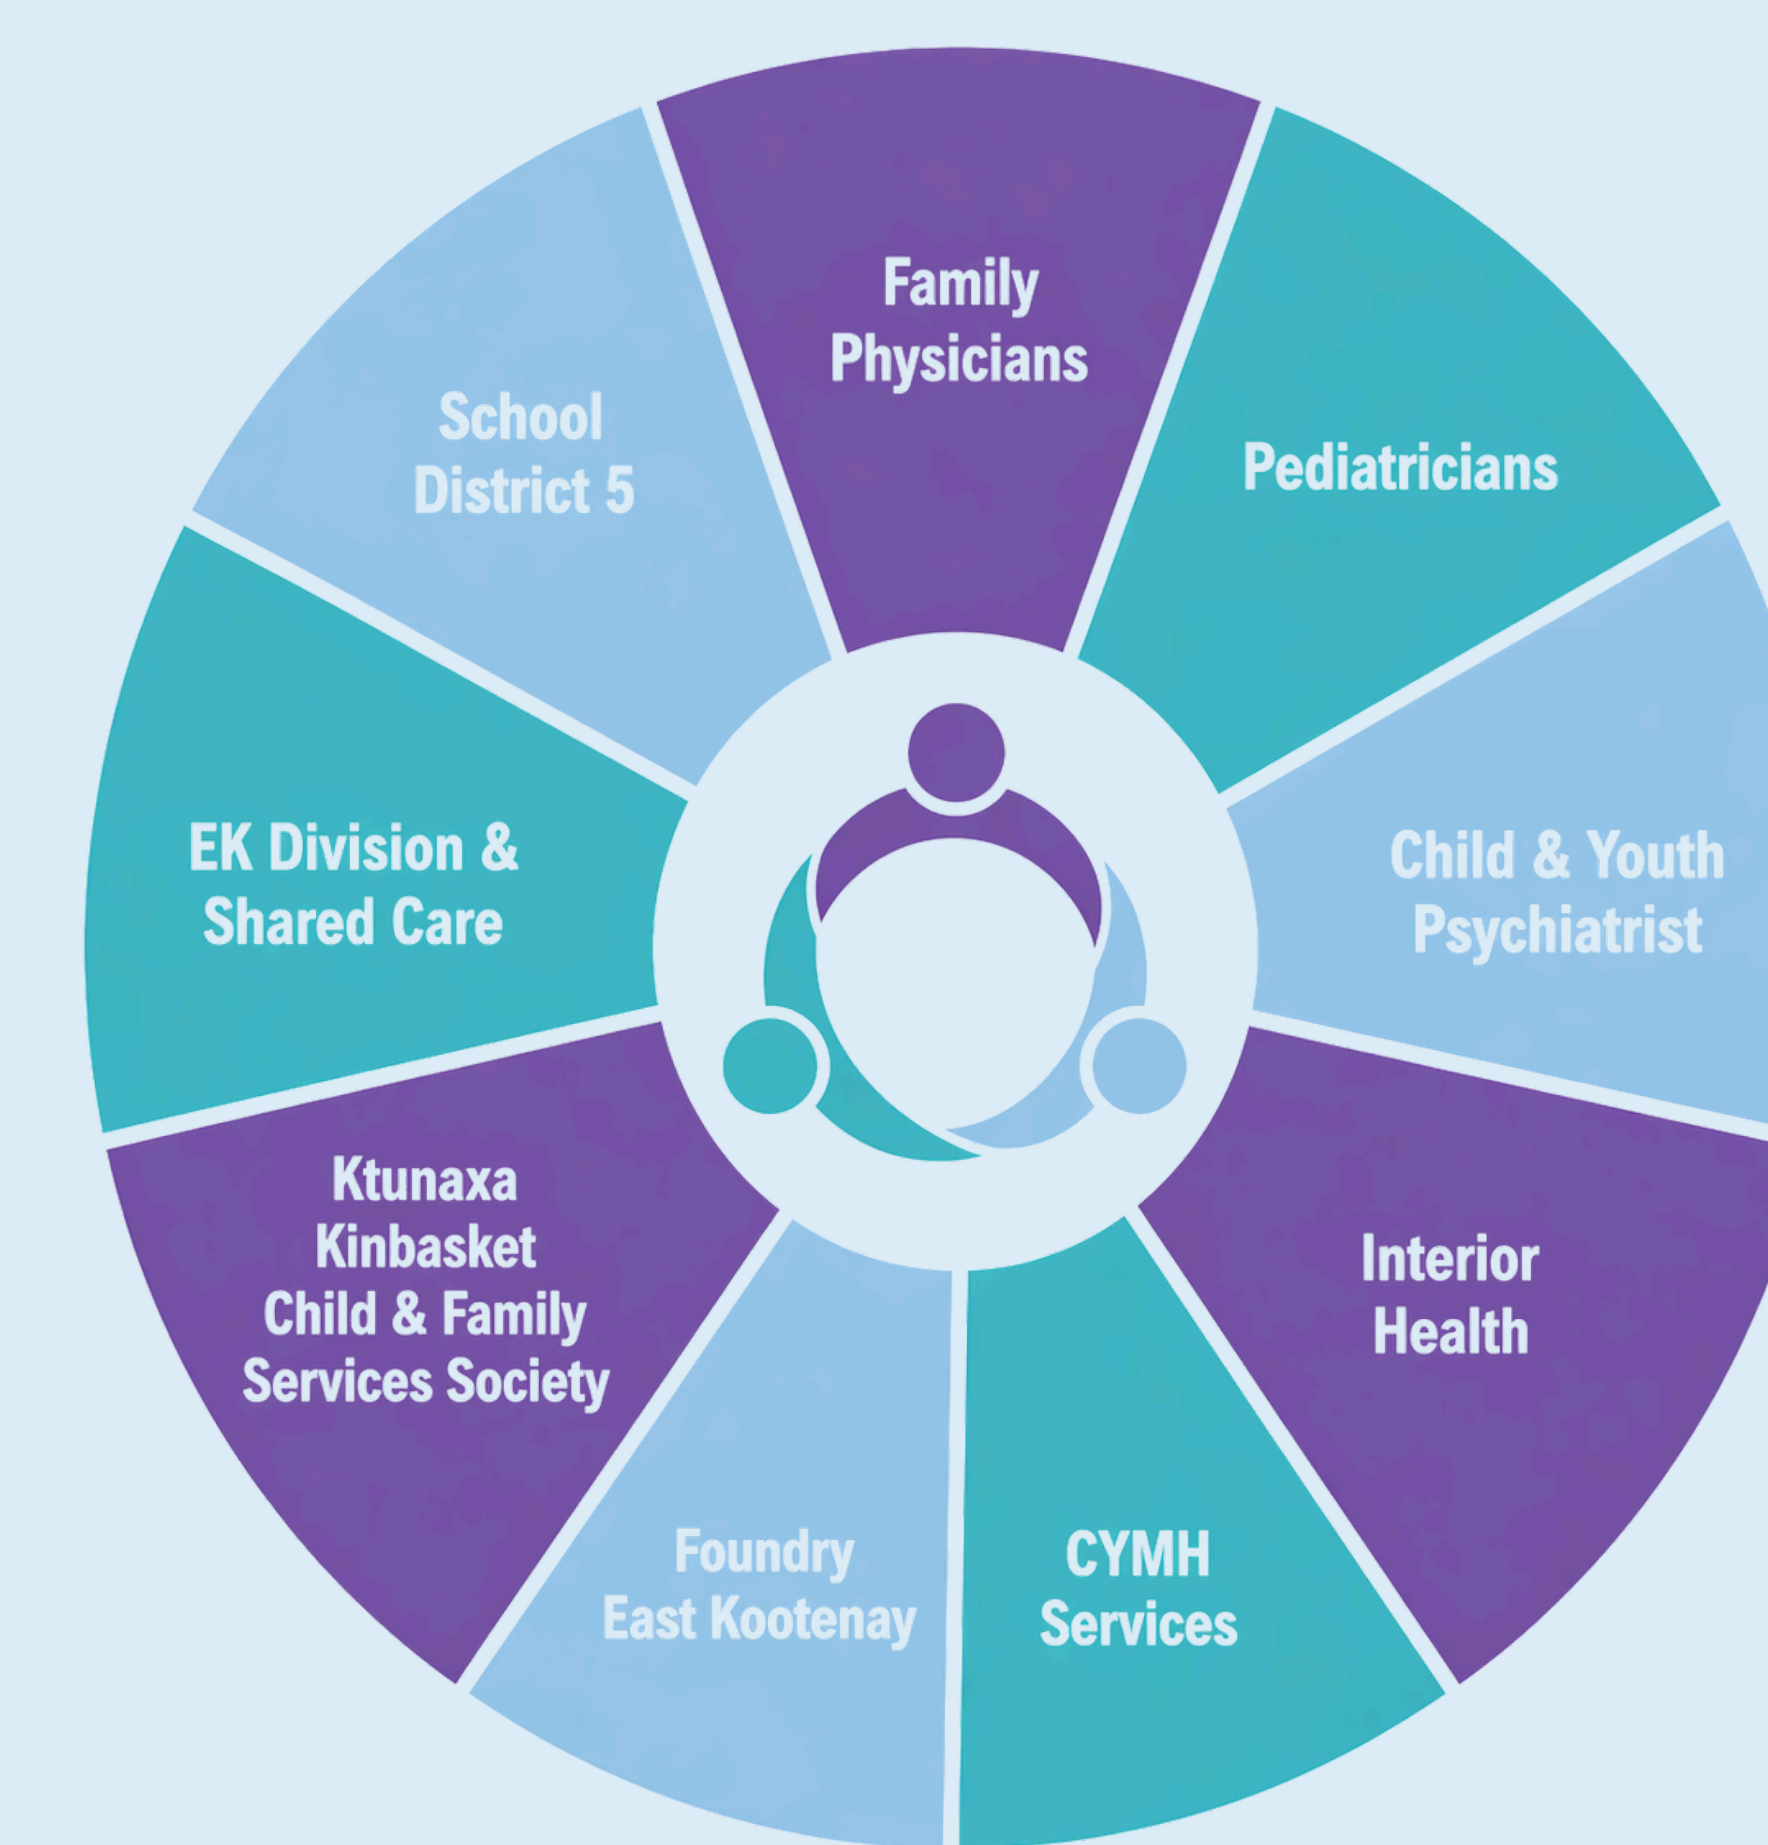 Family
Physicians
Pediatricians
Child & Youth
Psychiatrist
Interior
Health
CYMH
Services
Foundry
East Kootenay
Ktunaxa
Kinbasket
Child & Family
Services Society
EK Division &
Shared Care
School
District 5